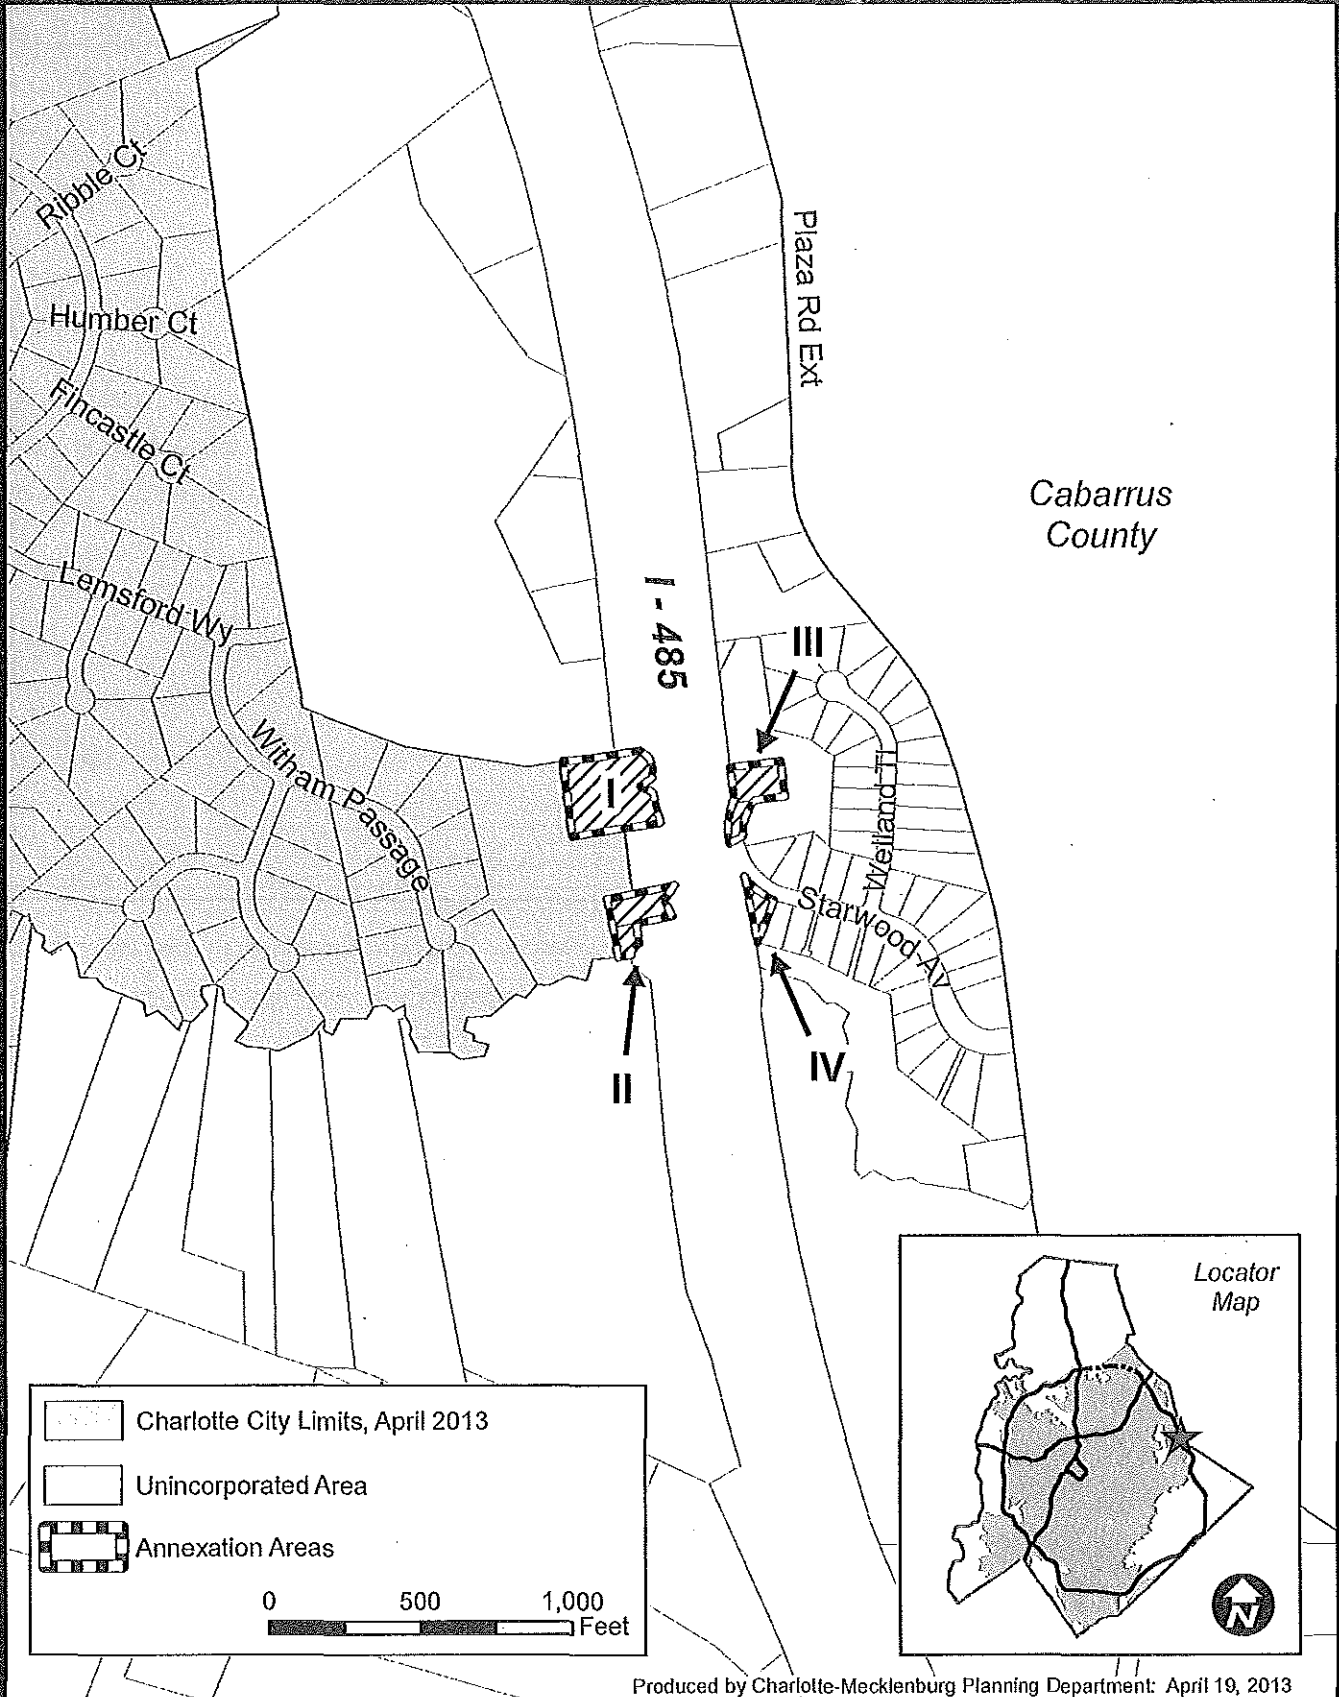 Ribble Ct
Plaza Rd Ext
Humber Ct
Fincastle Ct
Cabarrus
County
Lemsford Wy
I - 485
III
Witham Passage
I
Welland Tl
Starwood Av
IV
II
Locator
Map
Charlotte City Limits, April 2013
Unincorporated Area
Annexation Areas
0 500 1,000
Feet
N
Produced by Charlotte-Mecklenburg Planning Department: April 19, 2013